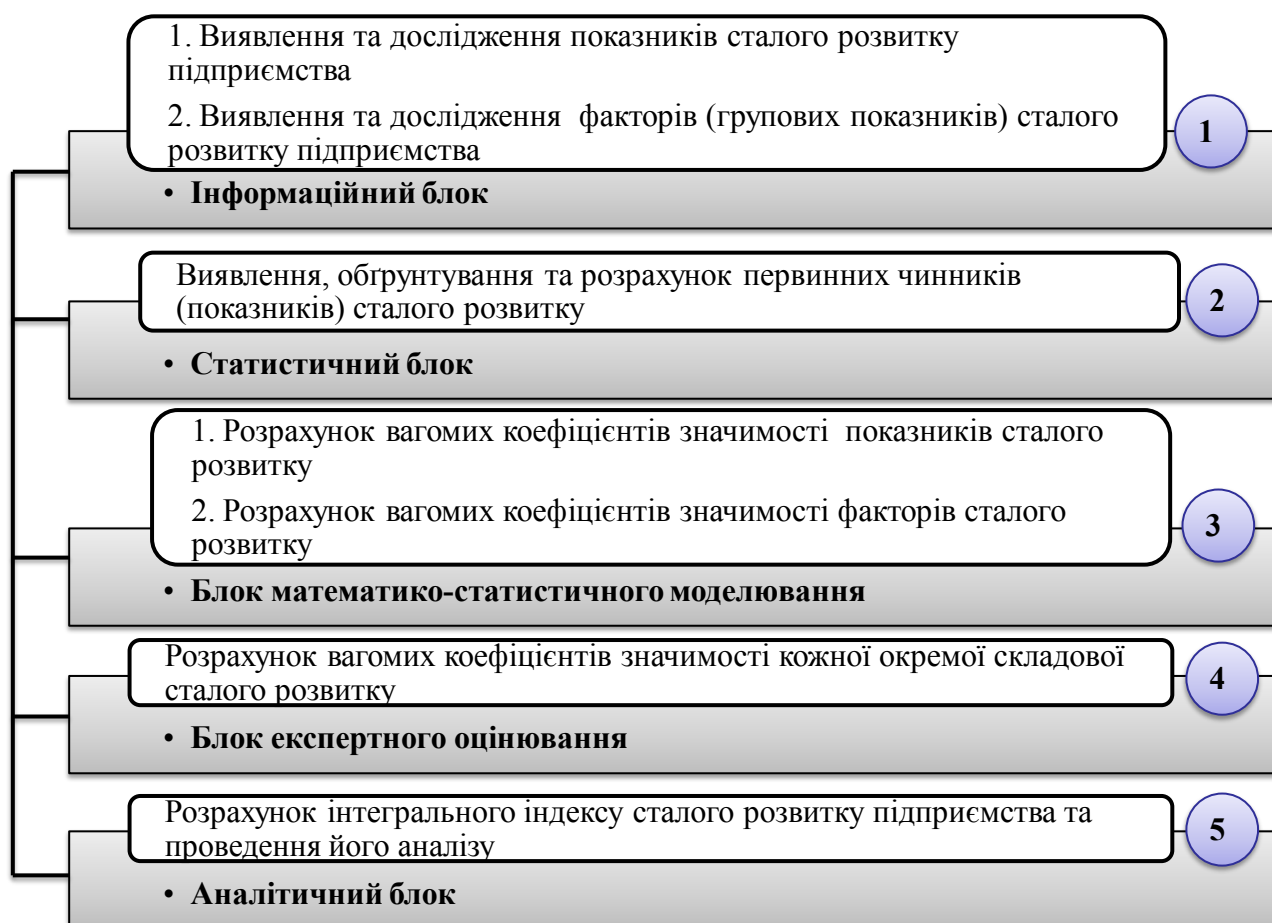 1. Виявлення та дослідження показників сталого розвитку
підприємства
2. Виявлення та дослідження факторів (групових показників) сталого
розвитку підприємства
1
• Інформаційний блок
Виявлення, обґрунтування та розрахунок первинних чинників
(показників) сталого розвитку
2
• Статистичний блок
1. Розрахунок вагомих коефіцієнтів значимості показників сталого
розвитку
2. Розрахунок вагомих коефіцієнтів значимості факторів сталого
розвитку
3
• Блок математико-статистичного моделювання
Розрахунок вагомих коефіцієнтів значимості кожної окремої складової
сталого розвитку
4
• Блок експертного оцінювання
Розрахунок інтегрального індексу сталого розвитку підприємства та
проведення його аналізу
5
• Аналітичний блок